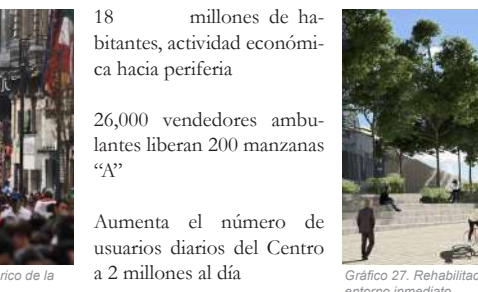 18 millones de ha-
bitantes, actividad económi-
ca hacia periferia
26,000 vendedores ambu-
lantes liberan 200 manzanas
“A”
Aumenta el número de
usuarios diarios del Centro
a 2 millones al día
rico de la
Gráfico 27. Rehabilitac
entorno inmediato